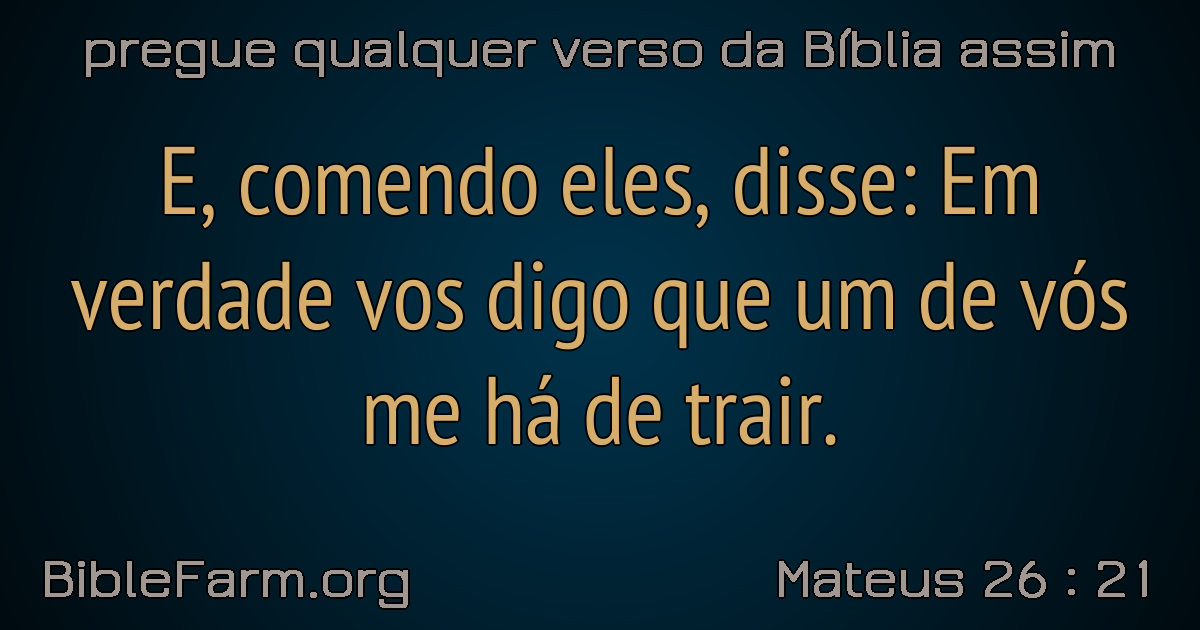 pregue qualquer verso da Bíblia assim
E, comendo eles, disse: Em
verdade vos digo que um de vós
me há de trair.
BibleFarm.org
Mateus 26 : 21